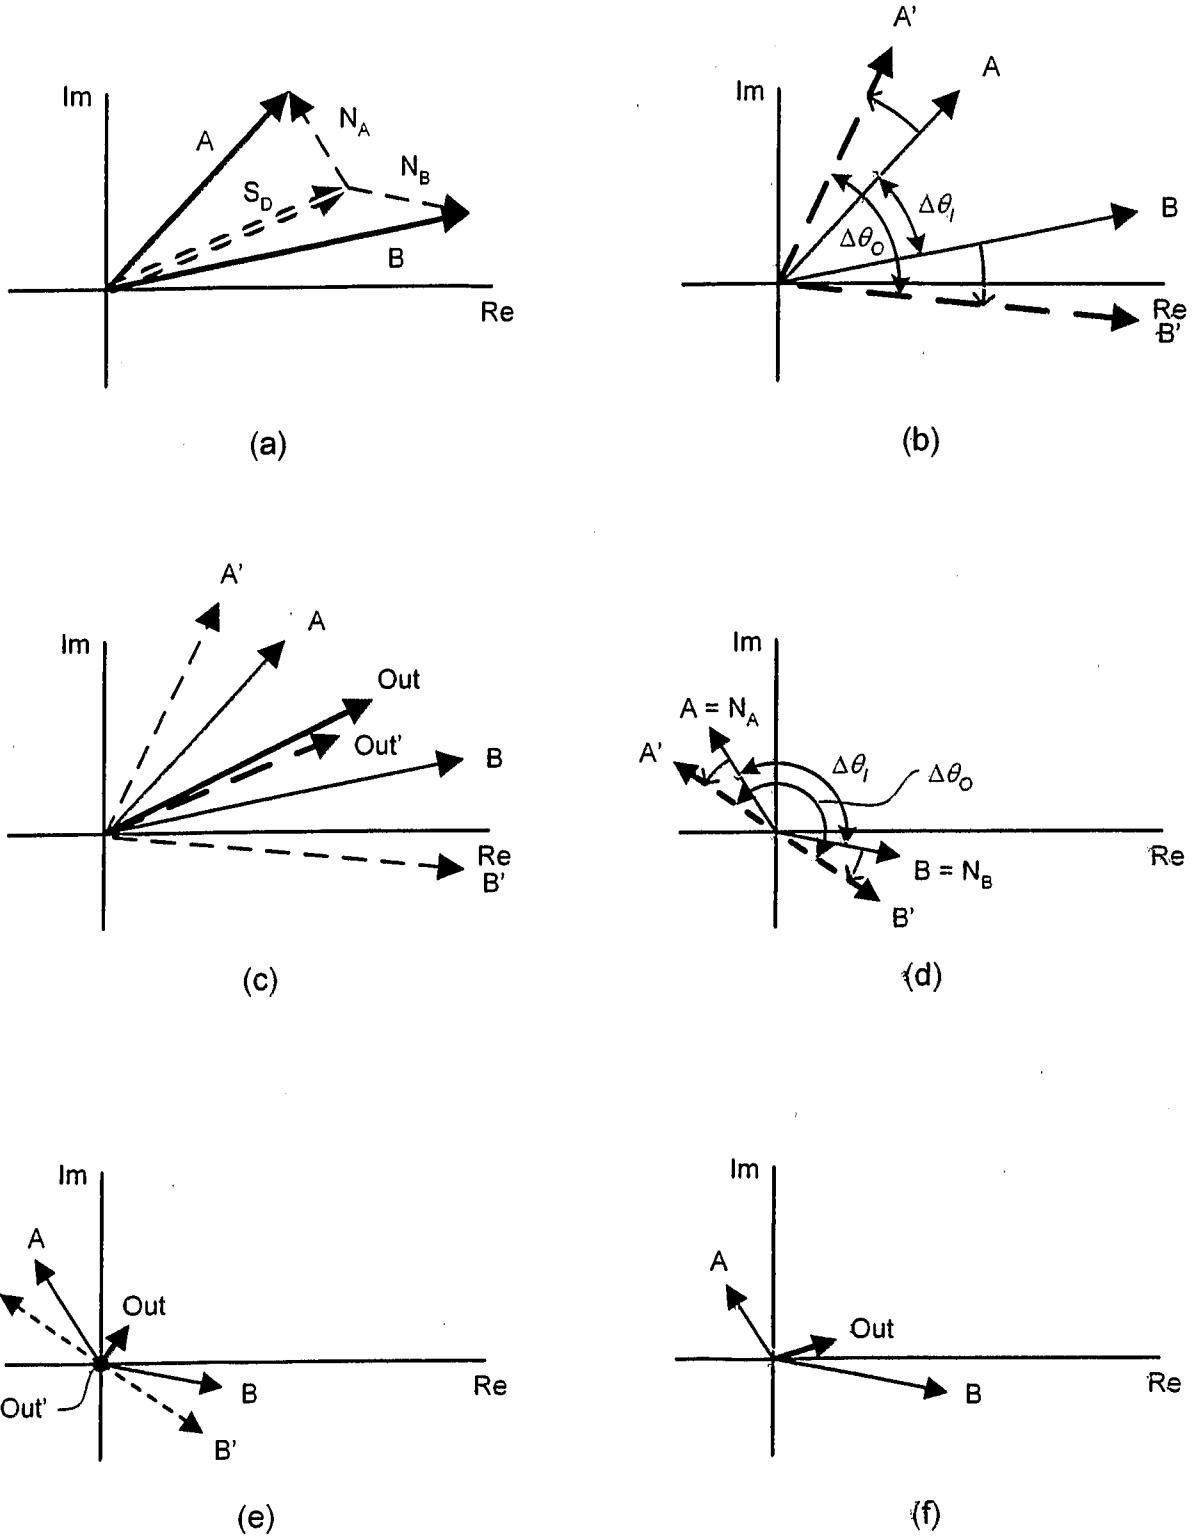 Im
A
N_A
N_B
S_D
B
Re
(a)
A'
A
Im
Δθ_I
B
Δθ_O
Re
B'
(b)
A'
A
Im
Out
Out'
B
Re
B'
(c)
Im
A = N_A
A'
Δθ_I
Δθ_O
Re
B = N_B
B'
(d)
Im
A
Out
Re
B
Out'
B'
(e)
Im
A
Out
Re
B
(f)